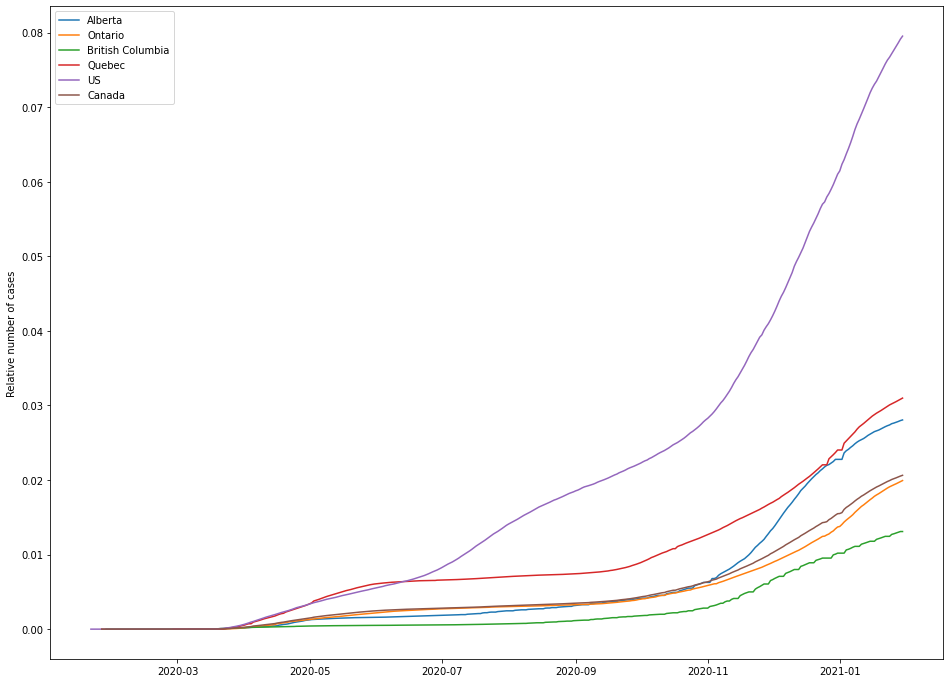 Alberta
Ontario
British Columbia
Quebec
US
Canada
Relative number of cases
0.08
0.07
0.06
0.05
0.04
0.03
0.02
0.01
0.00
2020-03 2020-05 2020-07 2020-09 2020-11 2021-01